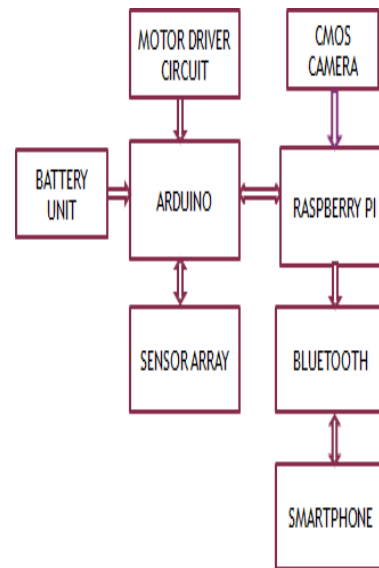 MOTOR DRIVER
CIRCUIT
CMOS
CAMERA
BATTERY
UNIT
ARDUINO
RASPBERRY PI
SENSOR ARRAY
BLUETOOTH
SMARTPHONE